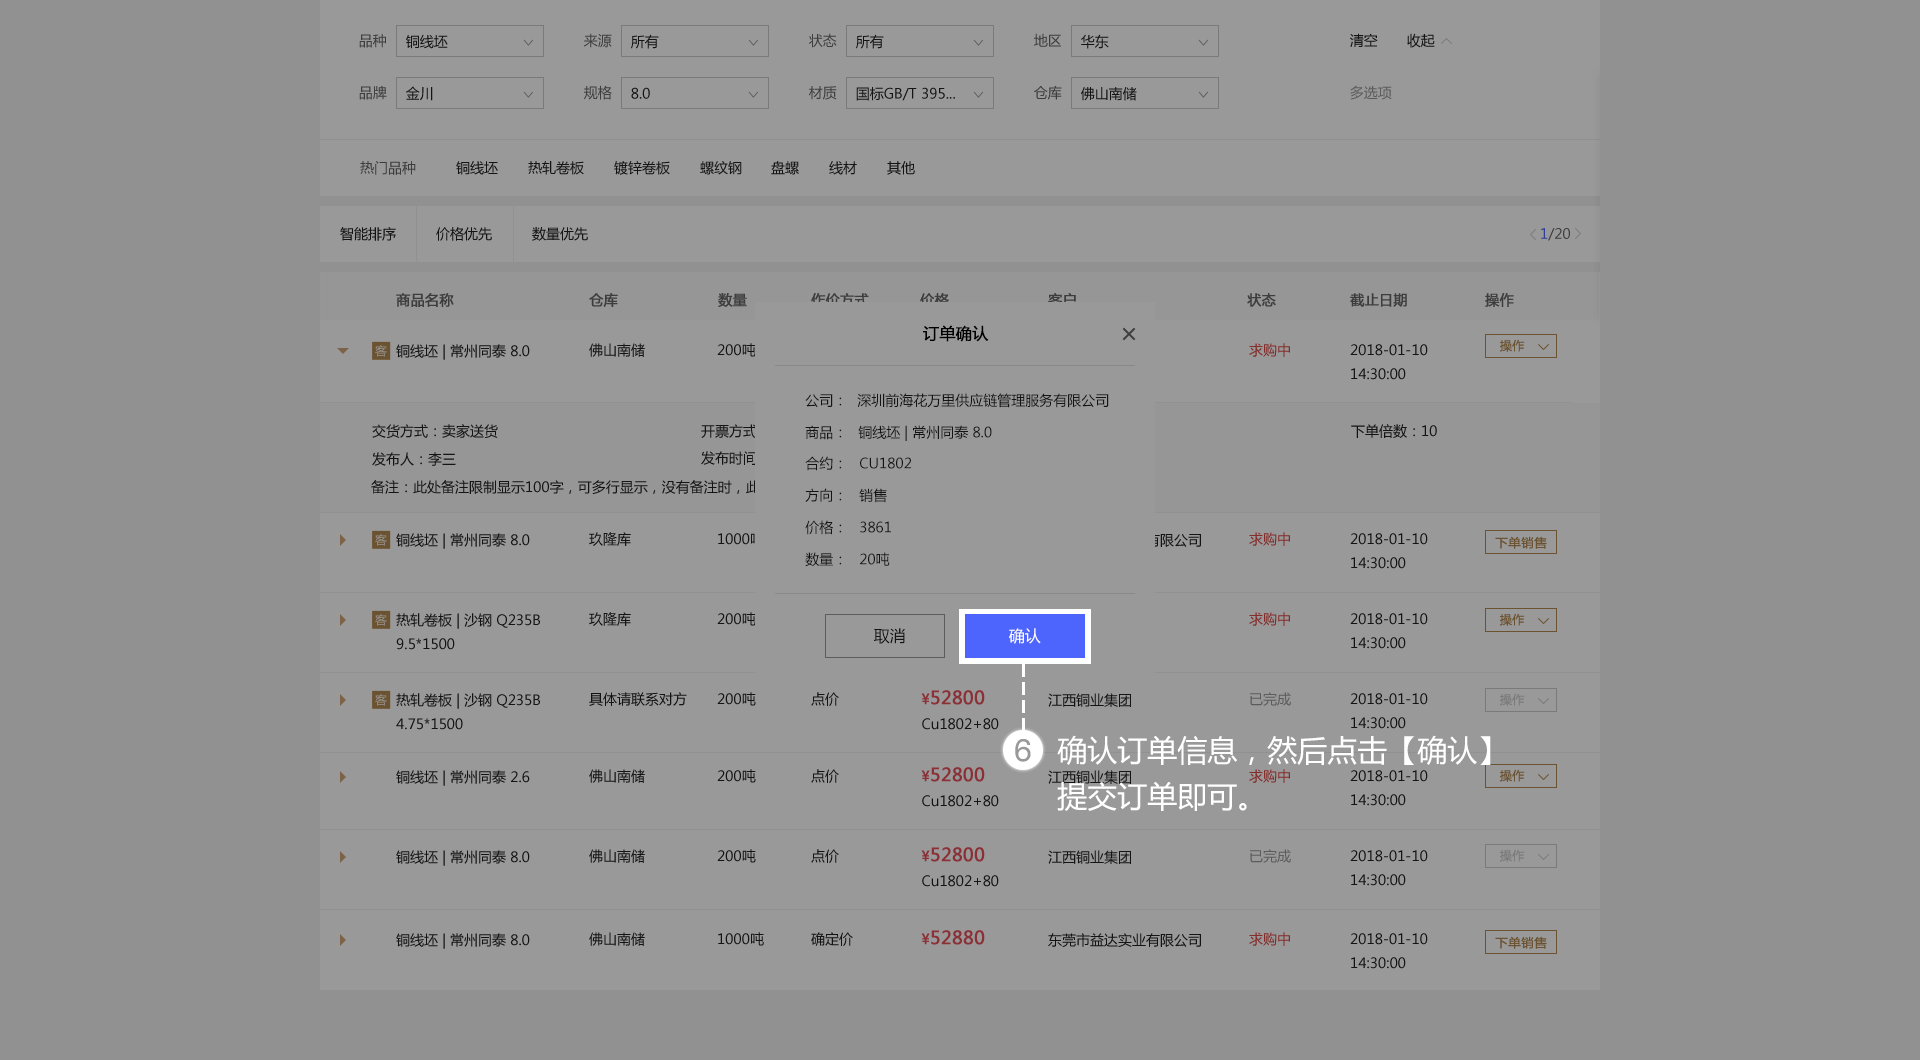 品种 铜线坯 来源 所有 状态 所有 地区 华东 清空 收起
品牌 金川 规格 8.0 材质 国标GB/T 395... 仓库 佛山南储 多选项
热门品种 铜线坯 热轧卷板 镀锌卷板 螺纹钢 盘螺 线材 其他
智能排序 价格优先 数量优先 1/20
商品名称 仓库 数量 作价方式 价格 客户 状态 截止日期 操作
客 铜线坯 | 常州同泰 8.0 佛山南储 200吨 求购中 2018-01-10 操作
14:30:00
交货方式：卖家送货 开票方式 下单倍数：10
发布人：李三 发布时间
备注：此处备注限制显示100字，可多行显示，没有备注时，此
客 铜线坯 | 常州同泰 8.0 玖隆库 1000吨 有限公司 求购中 2018-01-10 下单销售
14:30:00
客 热轧卷板 | 沙钢 Q235B 玖隆库 200吨 求购中 2018-01-10 操作
9.5*1500 14:30:00
订单确认
公司： 深圳前海花万里供应链管理服务有限公司
商品： 铜线坯 | 常州同泰 8.0
合约： CU1802
方向： 销售
价格： 3861
数量： 20吨
取消 确认
客 热轧卷板 | 沙钢 Q235B 具体请联系对方 200吨 点价 ¥52800 江西铜业集团 已完成 2018-01-10 操作
4.75*1500 Cu1802+80 14:30:00
6 确认订单信息，然后点击【确认】
提交订单即可。
铜线坯 | 常州同泰 2.6 佛山南储 200吨 点价 ¥52800 江西铜业集团 求购中 2018-01-10 操作
Cu1802+80 14:30:00
铜线坯 | 常州同泰 8.0 佛山南储 200吨 点价 ¥52800 江西铜业集团 已完成 2018-01-10 操作
Cu1802+80 14:30:00
铜线坯 | 常州同泰 8.0 佛山南储 1000吨 确定价 ¥52880 东莞市益达实业有限公司 求购中 2018-01-10 下单销售
14:30:00